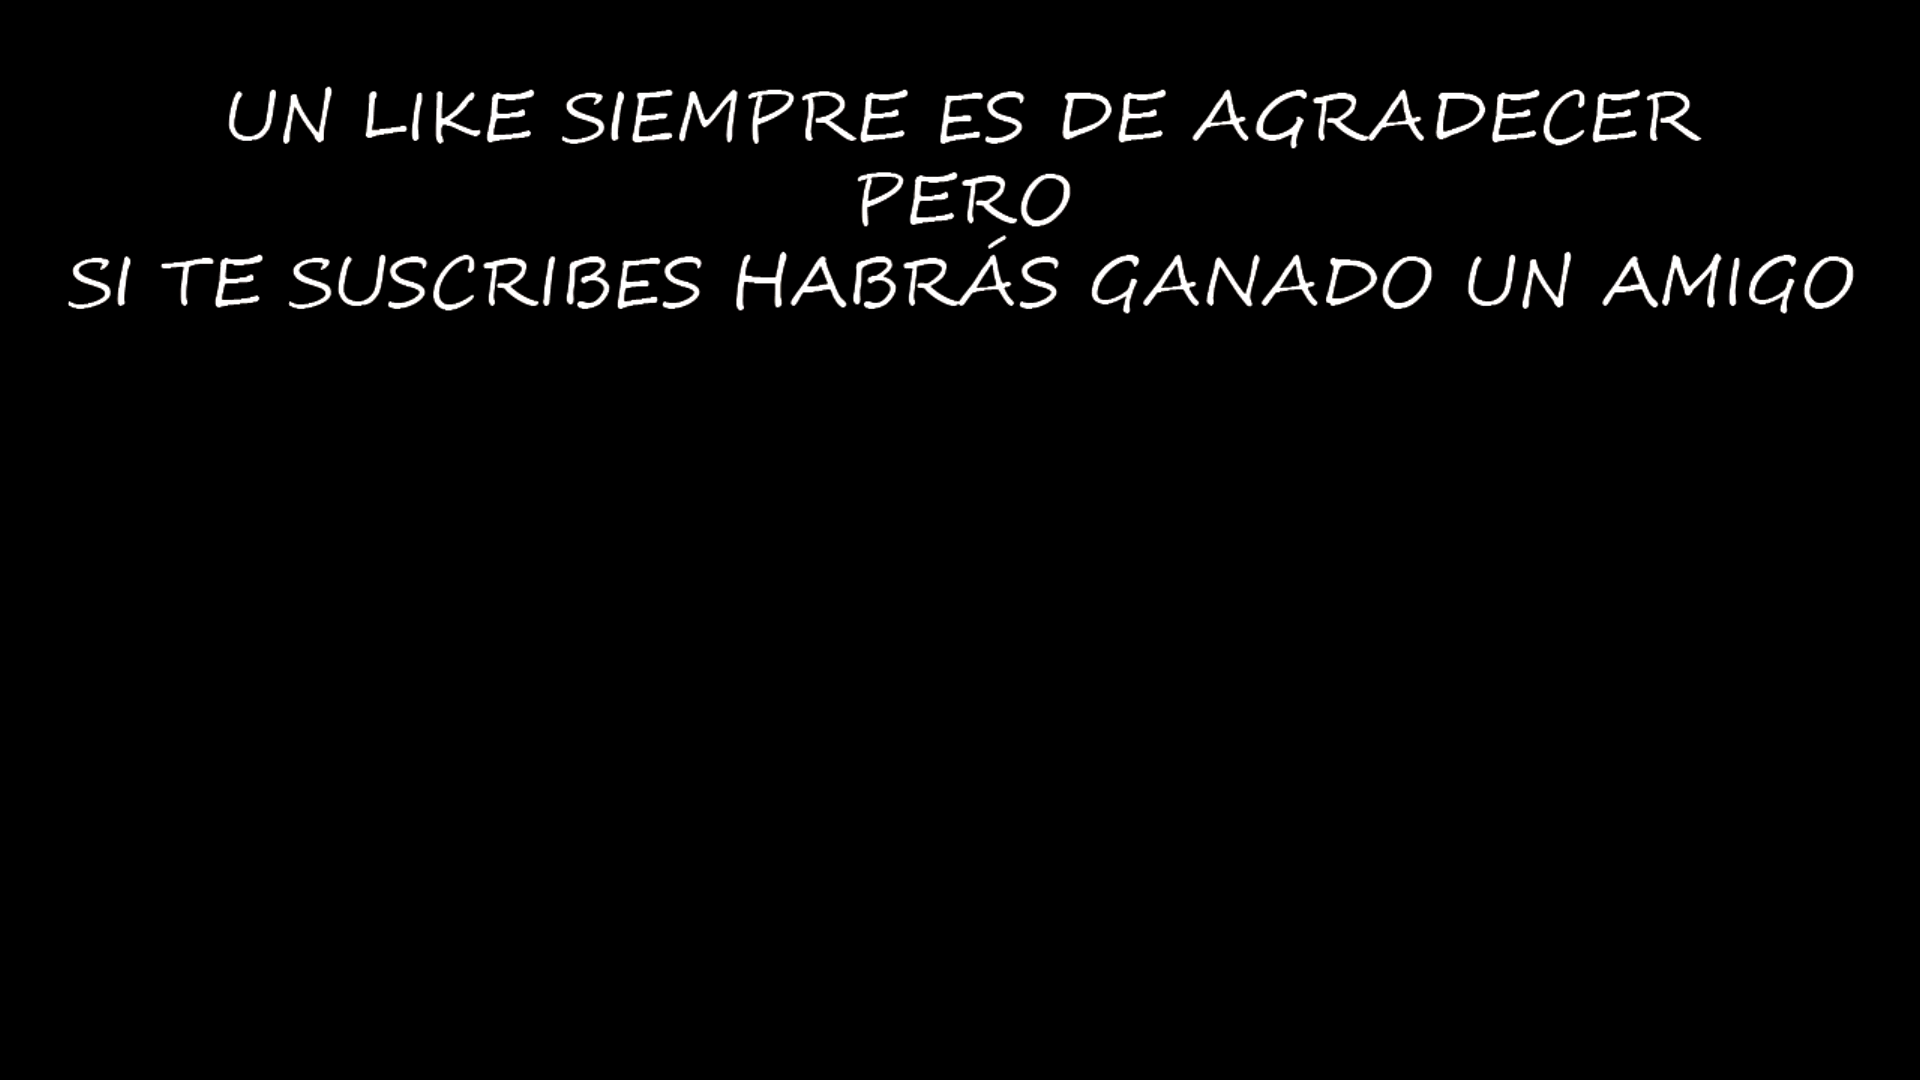 UN LIKE SIEMPRE ES DE AGRADECER
PERO
SI TE SUSCRIBES HABRÁS GANADO UN AMIGO